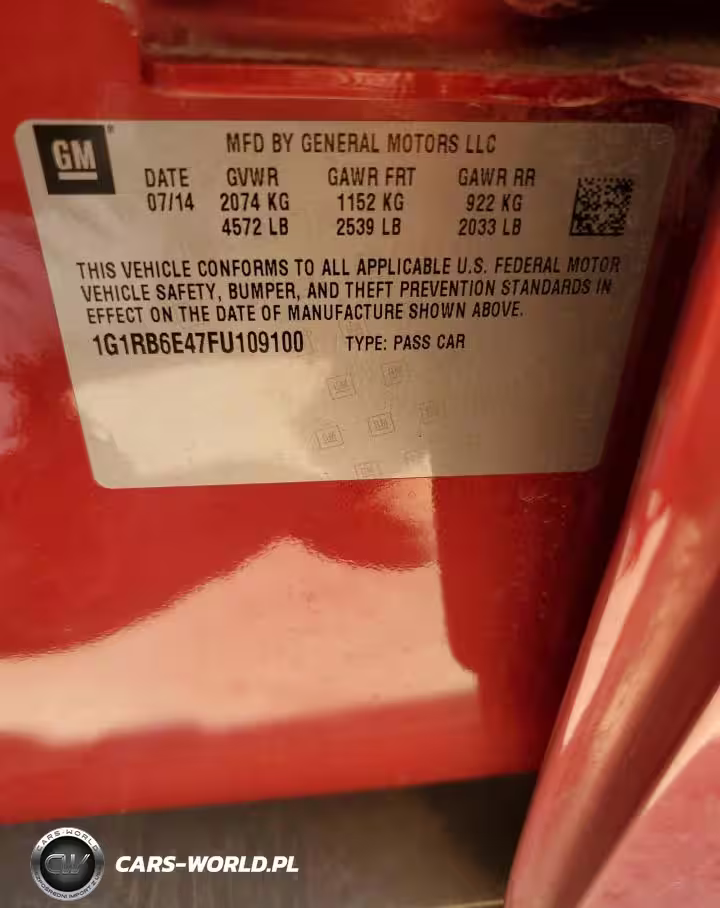 GM
MFD BY GENERAL MOTORS LLC
DATE GVWR GAWR FRT GAWR RR
07/14 2074 KG 1152 KG 922 KG
4572 LB 2539 LB 2033 LB
THIS VEHICLE CONFORMS TO ALL APPLICABLE U.S. FEDERAL MOTOR
VEHICLE SAFETY, BUMPER, AND THEFT PREVENTION STANDARDS IN
EFFECT ON THE DATE OF MANUFACTURE SHOWN ABOVE.
1G1RB6E47FU109100 TYPE: PASS CAR
CARS-WORLD
CW
CARS-WORLD.PL